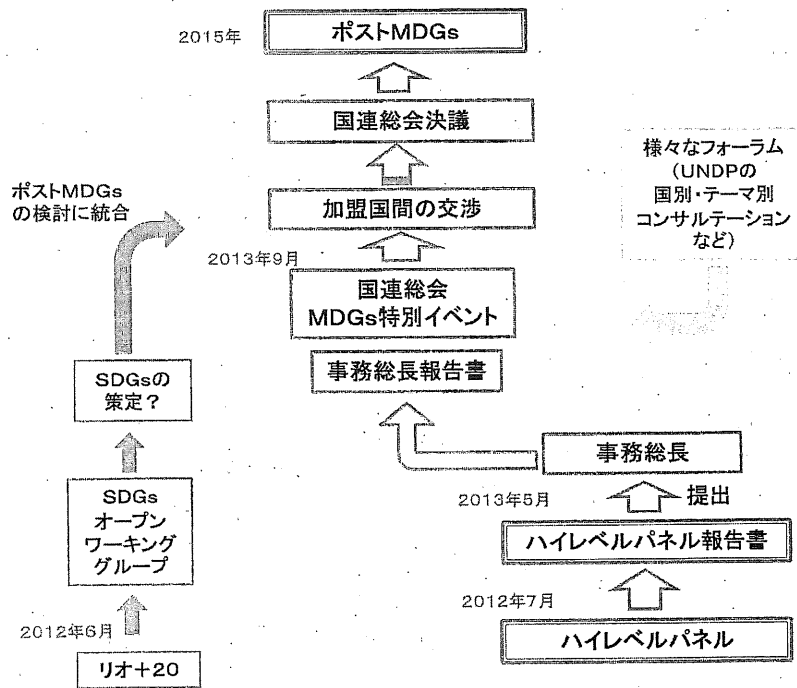 2015年
ポストMDGs
国連総会決議
様々なフォーラム
(UNDPの
国別・テーマ別
コンサルテーション
など)
ポストMDGs
の検討に統合
加盟国間の交渉
2013年9月
国連総会
MDGs特別イベント
事務総長報告書
SDGsの
策定?
事務総長
2013年5月
提出
SDGs
オープン
ワーキング
グループ
ハイレベルパネル報告書
2012年7月
2012年6月
ハイレベルパネル
リオ+20